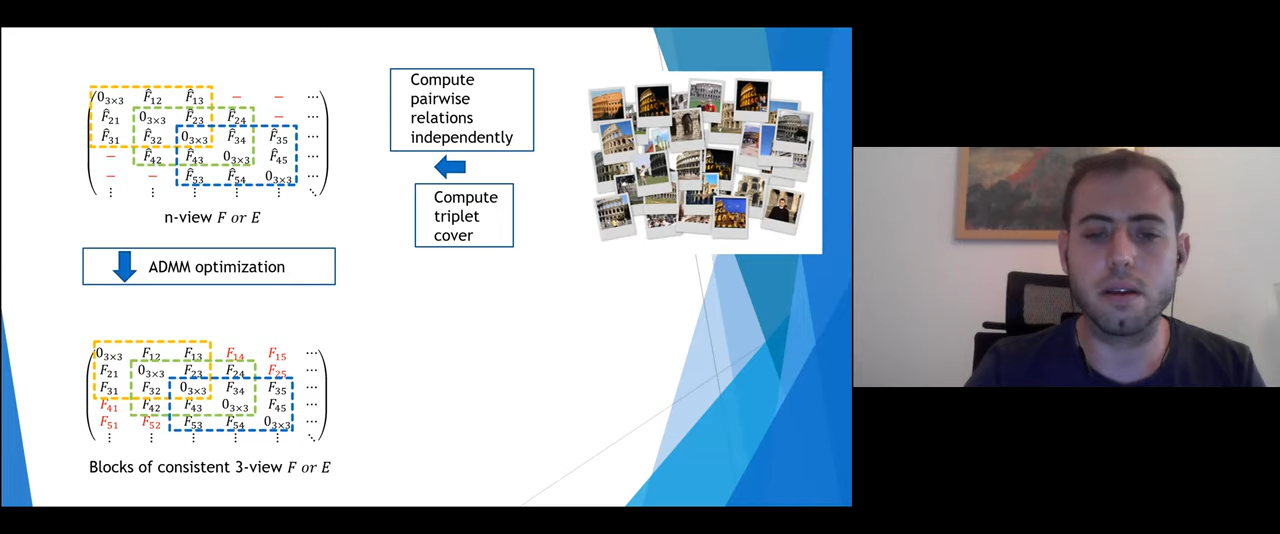 Compute
pairwise
relations
independently
Compute
triplet
cover
0₃ₓ₃ F̂₁₂ F̂₁₃ – – ⋯
F̂₂₁ 0₃ₓ₃ F̂₂₃ F̂₂₄ – ⋯
F̂₃₁ F̂₃₂ 0₃ₓ₃ F̂₃₄ F̂₃₅ ⋯
– F̂₄₂ F̂₄₃ 0₃ₓ₃ F̂₄₅ ⋯
– – F̂₅₃ F̂₅₄ 0₃ₓ₃ ⋯
⋮ ⋮ ⋮ ⋮ ⋮ ⋱
n-view F or E
ADMM optimization
0₃ₓ₃ F₁₂ F₁₃ F₁₄ F₁₅ ⋯
F₂₁ 0₃ₓ₃ F₂₃ F₂₄ F₂₅ ⋯
F₃₁ F₃₂ 0₃ₓ₃ F₃₄ F₃₅ ⋯
F₄₁ F₄₂ F₄₃ 0₃ₓ₃ F₄₅ ⋯
F₅₁ F₅₂ F₅₃ F₅₄ 0₃ₓ₃ ⋯
⋮ ⋮ ⋮ ⋮ ⋮ ⋱
Blocks of consistent 3-view F or E